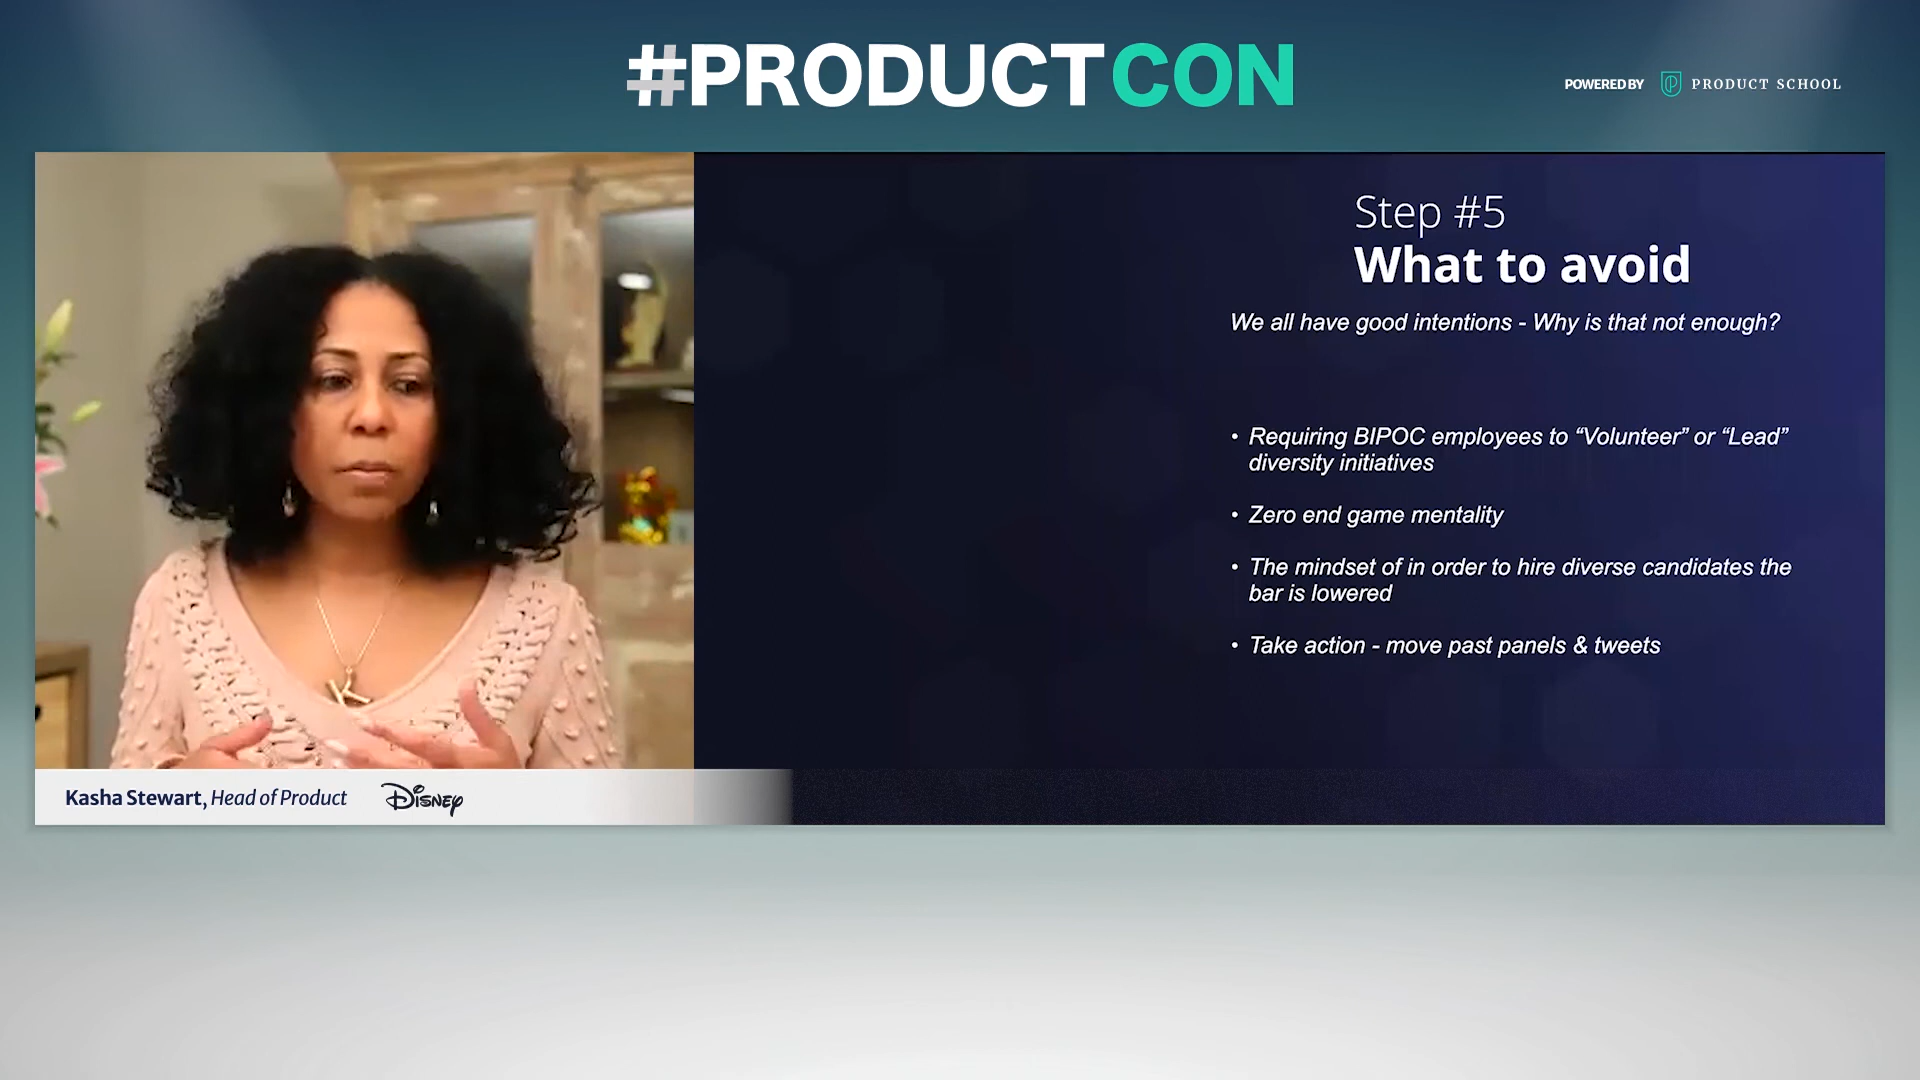 #PRODUCTCON
POWERED BY PRODUCT SCHOOL
Step #5
What to avoid
We all have good intentions - Why is that not enough?
• Requiring BIPOC employees to “Volunteer” or “Lead”
diversity initiatives
• Zero end game mentality
• The mindset of in order to hire diverse candidates the
bar is lowered
• Take action - move past panels & tweets
Kasha Stewart, Head of Product DISNEY